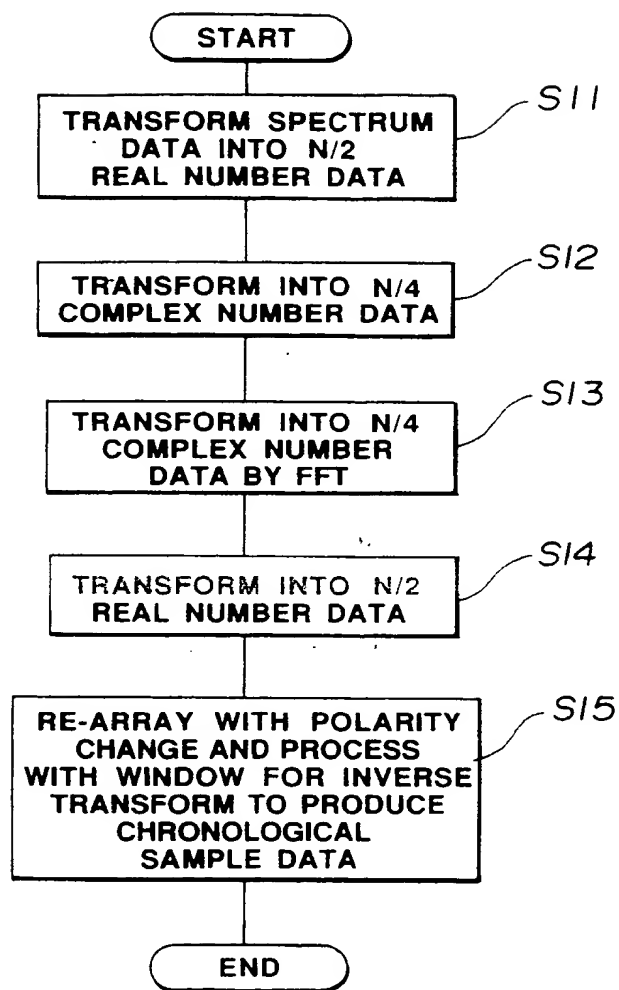 START
S11
TRANSFORM SPECTRUM
DATA INTO N/2
REAL NUMBER DATA
S12
TRANSFORM INTO N/4
COMPLEX NUMBER DATA
S13
TRANSFORM INTO N/4
COMPLEX NUMBER
DATA BY FFT
S14
TRANSFORM INTO N/2
REAL NUMBER DATA
S15
RE-ARRAY WITH POLARITY
CHANGE AND PROCESS
WITH WINDOW FOR INVERSE
TRANSFORM TO PRODUCE
CHRONOLOGICAL
SAMPLE DATA
END